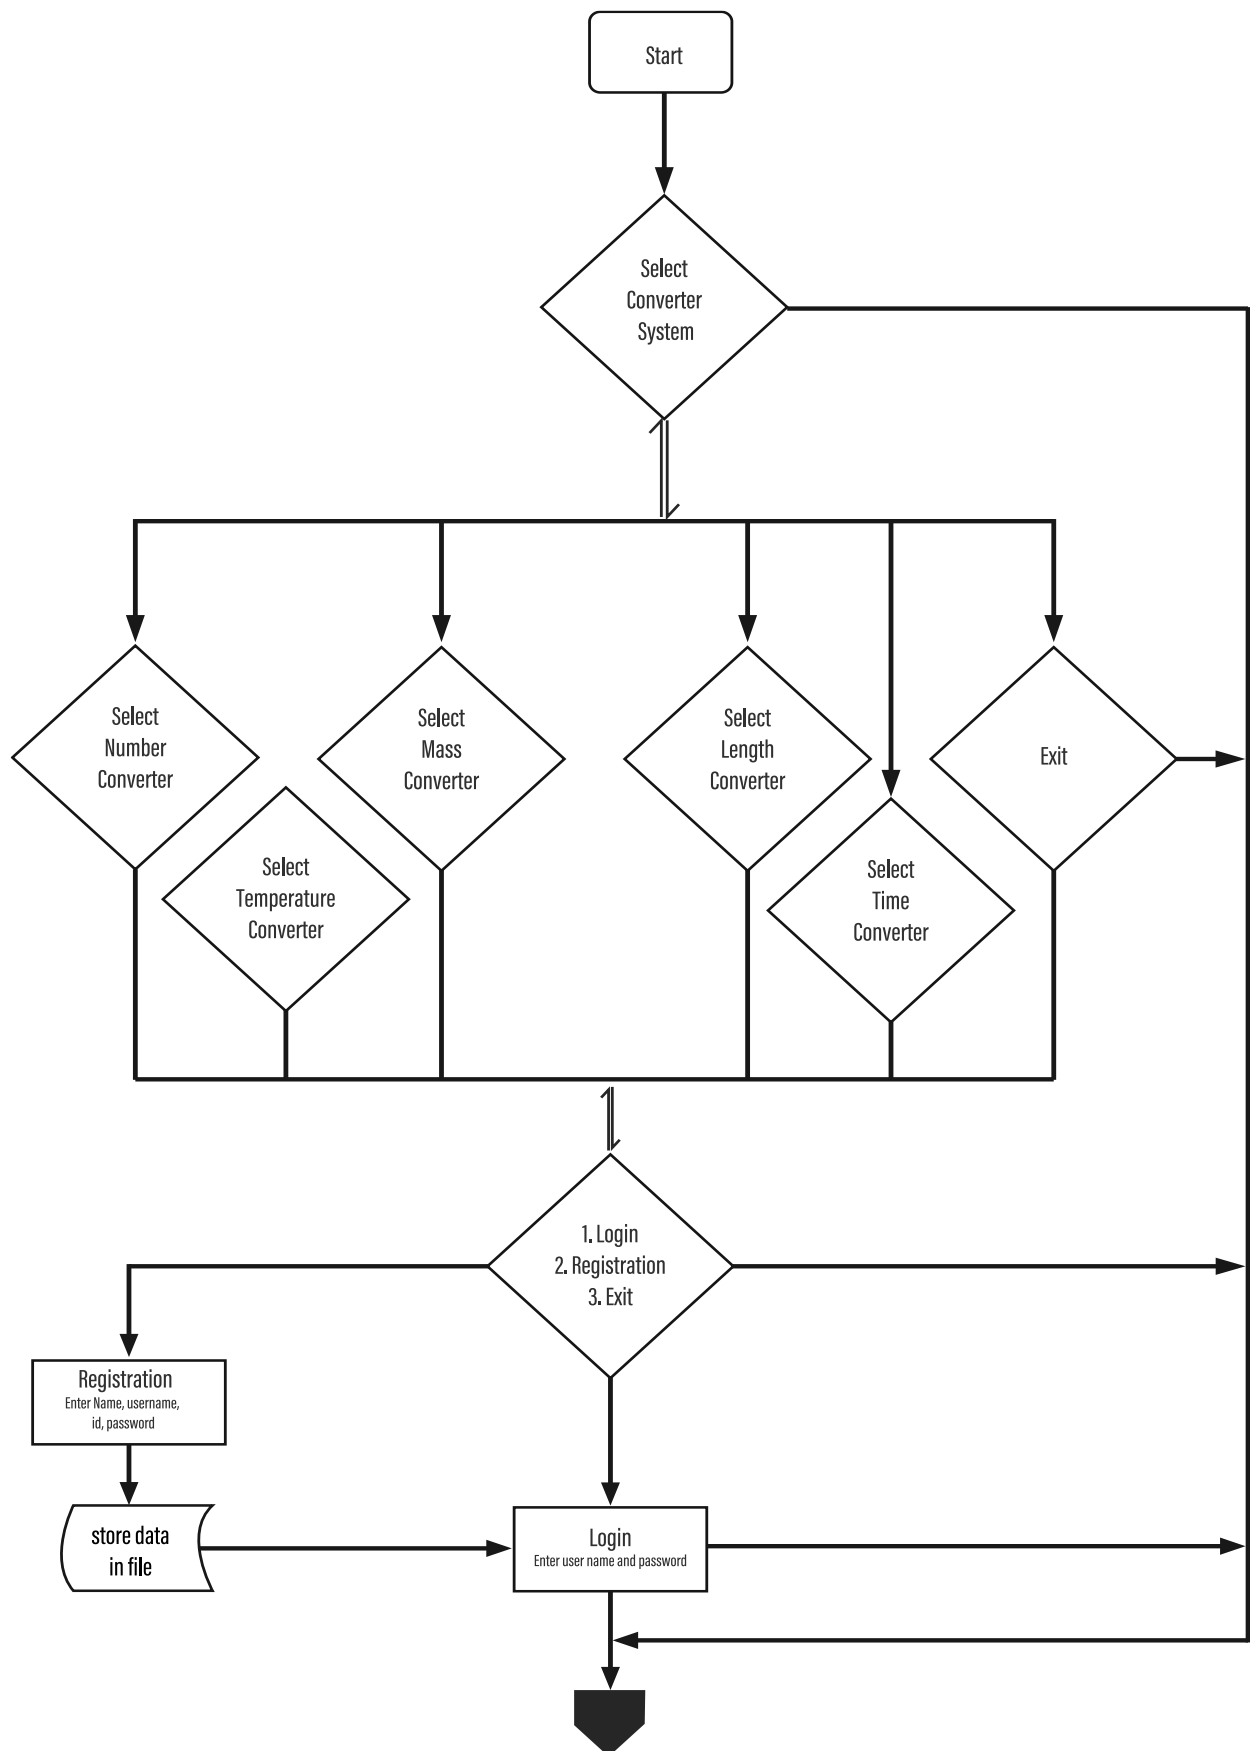 Start
Select
Converter
System
Select
Number
Converter
Select
Mass
Converter
Select
Length
Converter
Exit
Select
Temperature
Converter
Select
Time
Converter
1. Login
2. Registration
3. Exit
Registration
Enter Name, username,
id, password
store data
in file
Login
Enter user name and password